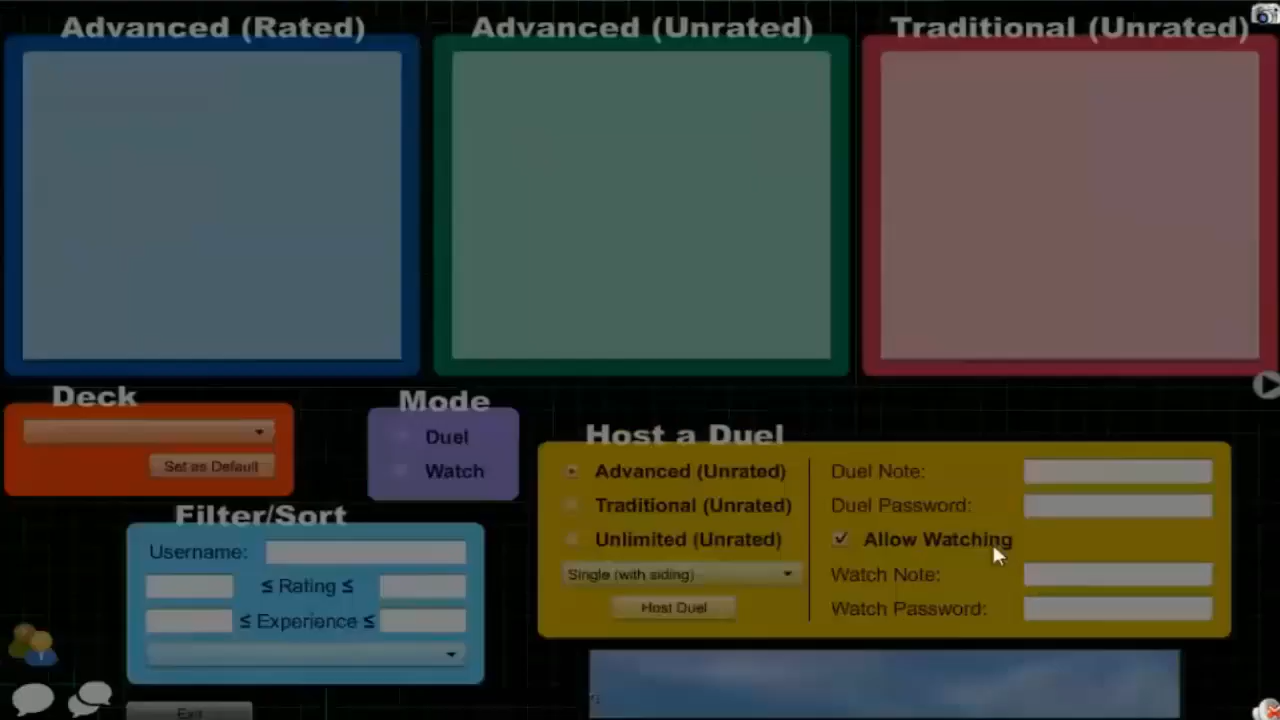 Advanced (Rated)
Advanced (Unrated)
Traditional (Unrated)
Deck
Set as Default
Mode
Duel
Watch
Filter/Sort
Username:
≤ Rating ≤
≤ Experience ≤
Exit
Host a Duel
Advanced (Unrated)
Traditional (Unrated)
Unlimited (Unrated)
Single (with siding)
Host Duel
Duel Note:
Duel Password:
Allow Watching
Watch Note:
Watch Password: